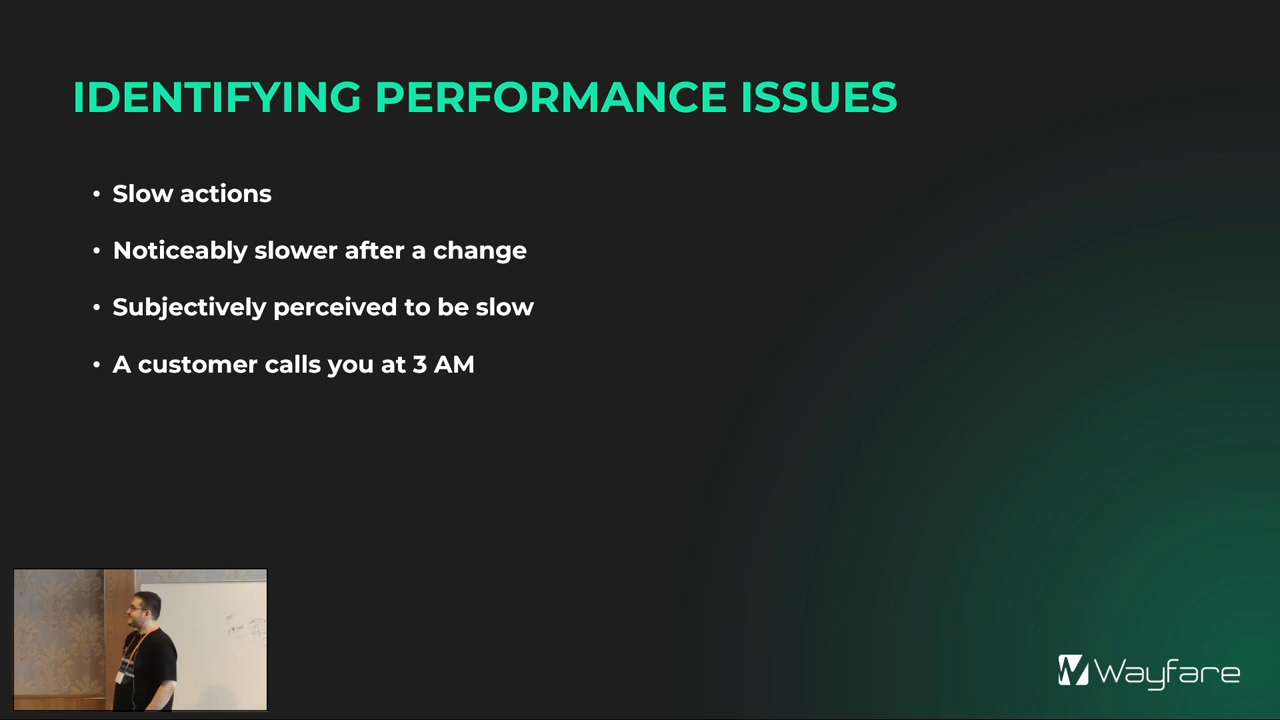 IDENTIFYING PERFORMANCE ISSUES
• Slow actions
• Noticeably slower after a change
• Subjectively perceived to be slow
• A customer calls you at 3 AM
Wayfare